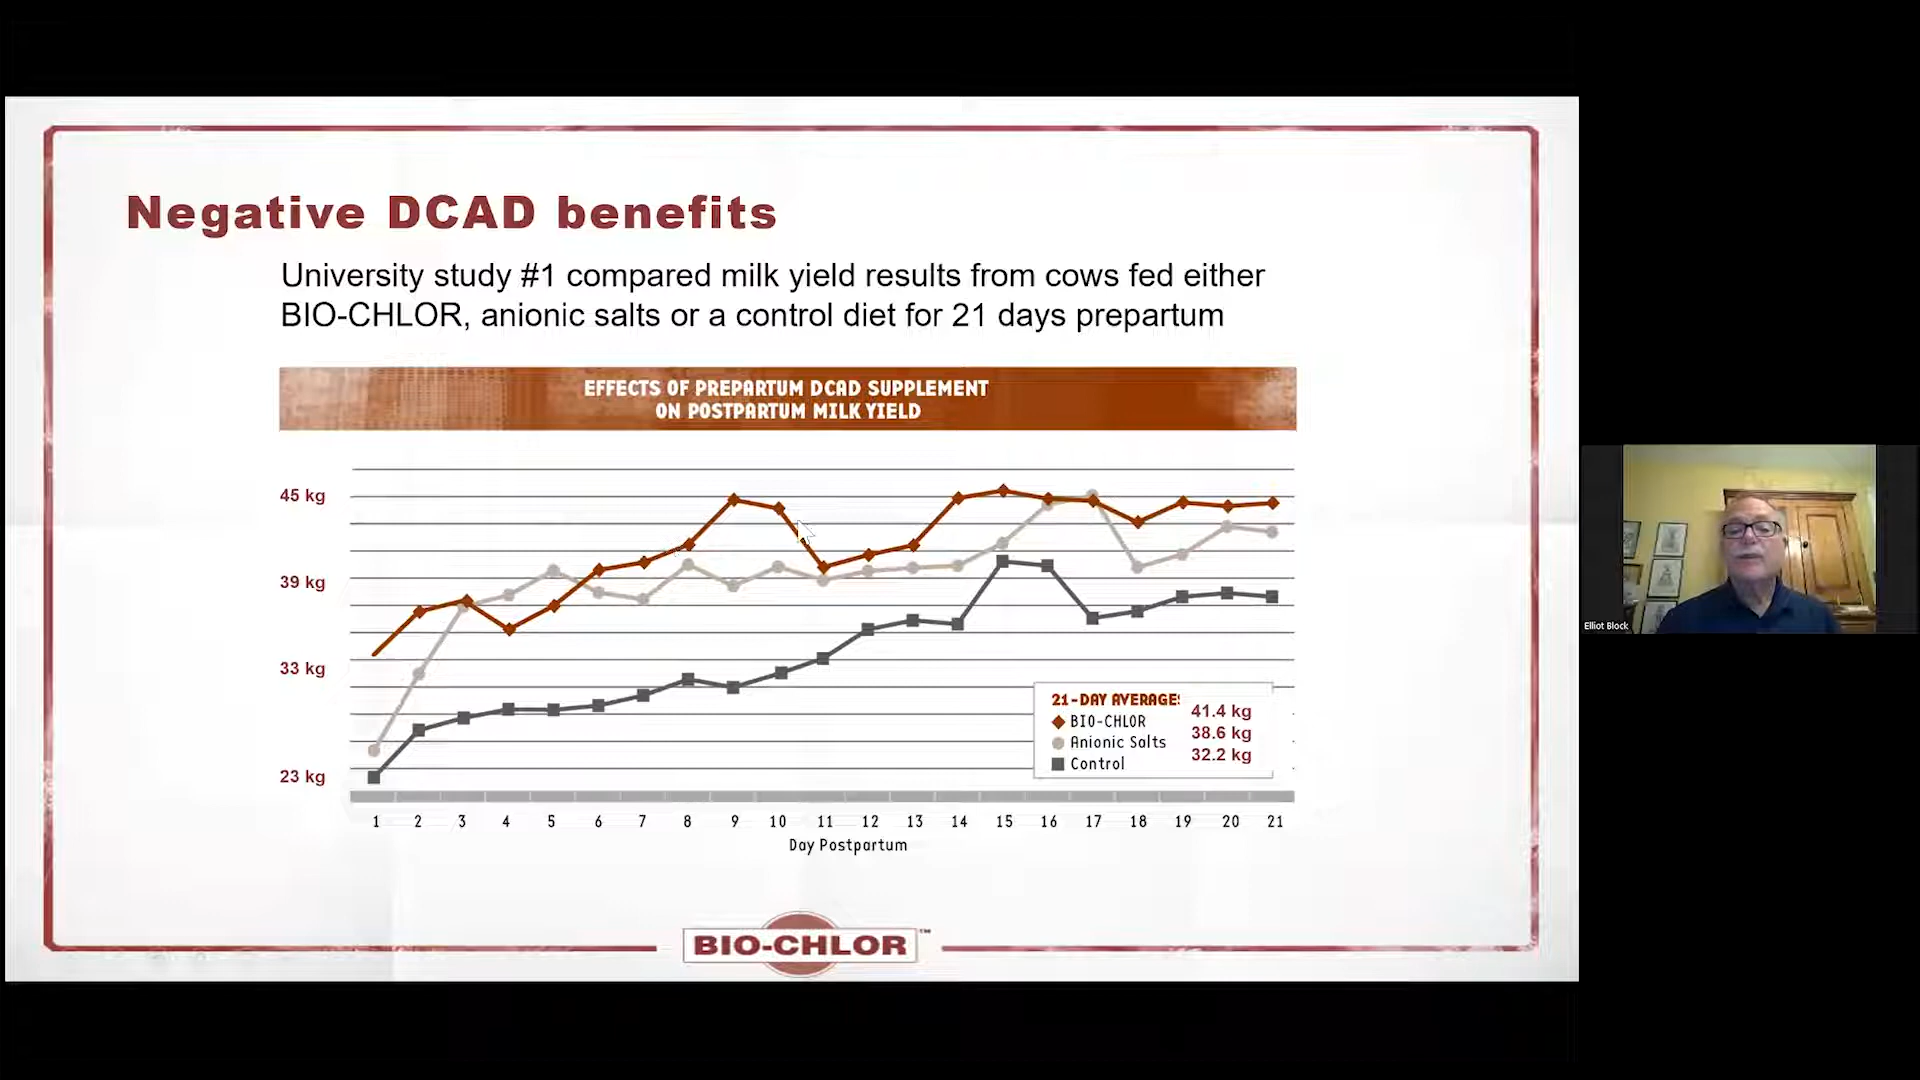 Negative DCAD benefits
University study #1 compared milk yield results from cows fed either
BIO-CHLOR, anionic salts or a control diet for 21 days prepartum
EFFECTS OF PREPARTUM DCAD SUPPLEMENT
ON POSTPARTUM MILK YIELD
45 kg
39 kg
33 kg
23 kg
21-DAY AVERAGE
BIO-CHLOR 41.4 kg
Anionic Salts 38.6 kg
Control 32.2 kg
1 2 3 4 5 6 7 8 9 10 11 12 13 14 15 16 17 18 19 20 21
Day Postpartum
BIO-CHLOR™
Elliot Block